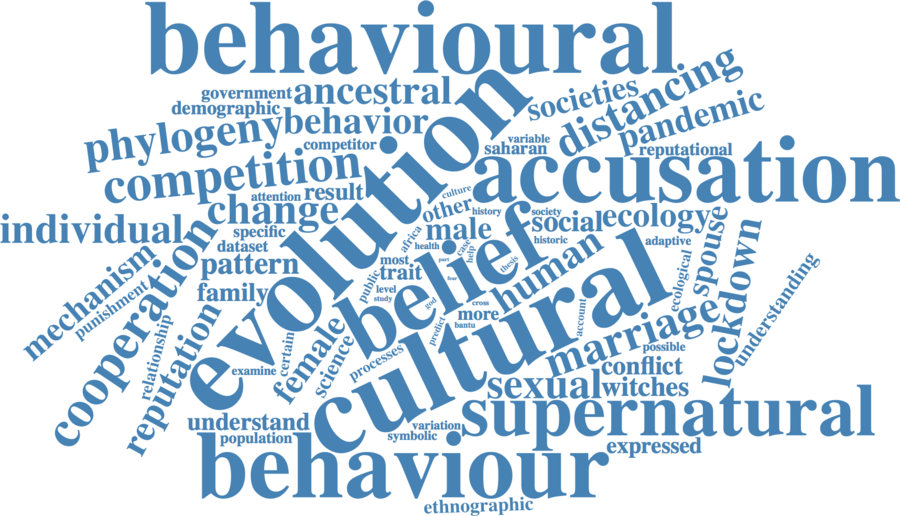 behavioural
government
ancestral
demographic
societies
distancing
phylogeny
behavior
pandemic
evolution
competitor
variable
saharan
reputational
competition
accusation
attention
result
culture
individual
change
other
history
society
social
ecology
specific
male
historic
adaptive
spouse
dataset
africa
health
case
help
part
mechanism
cooperation
pattern
most
trait
belief
thesis
human
ecological
lockdown
understanding
punishment
family
public
level
study
fear
god
cross
more
bantu
account
cultural
marriage
relationship
reputation
certain
female
science
processes
predict
possible
examine
conflict
sexual
witches
understand
variation
supernatural
population
symbolic
behaviour
expressed
ethnographic